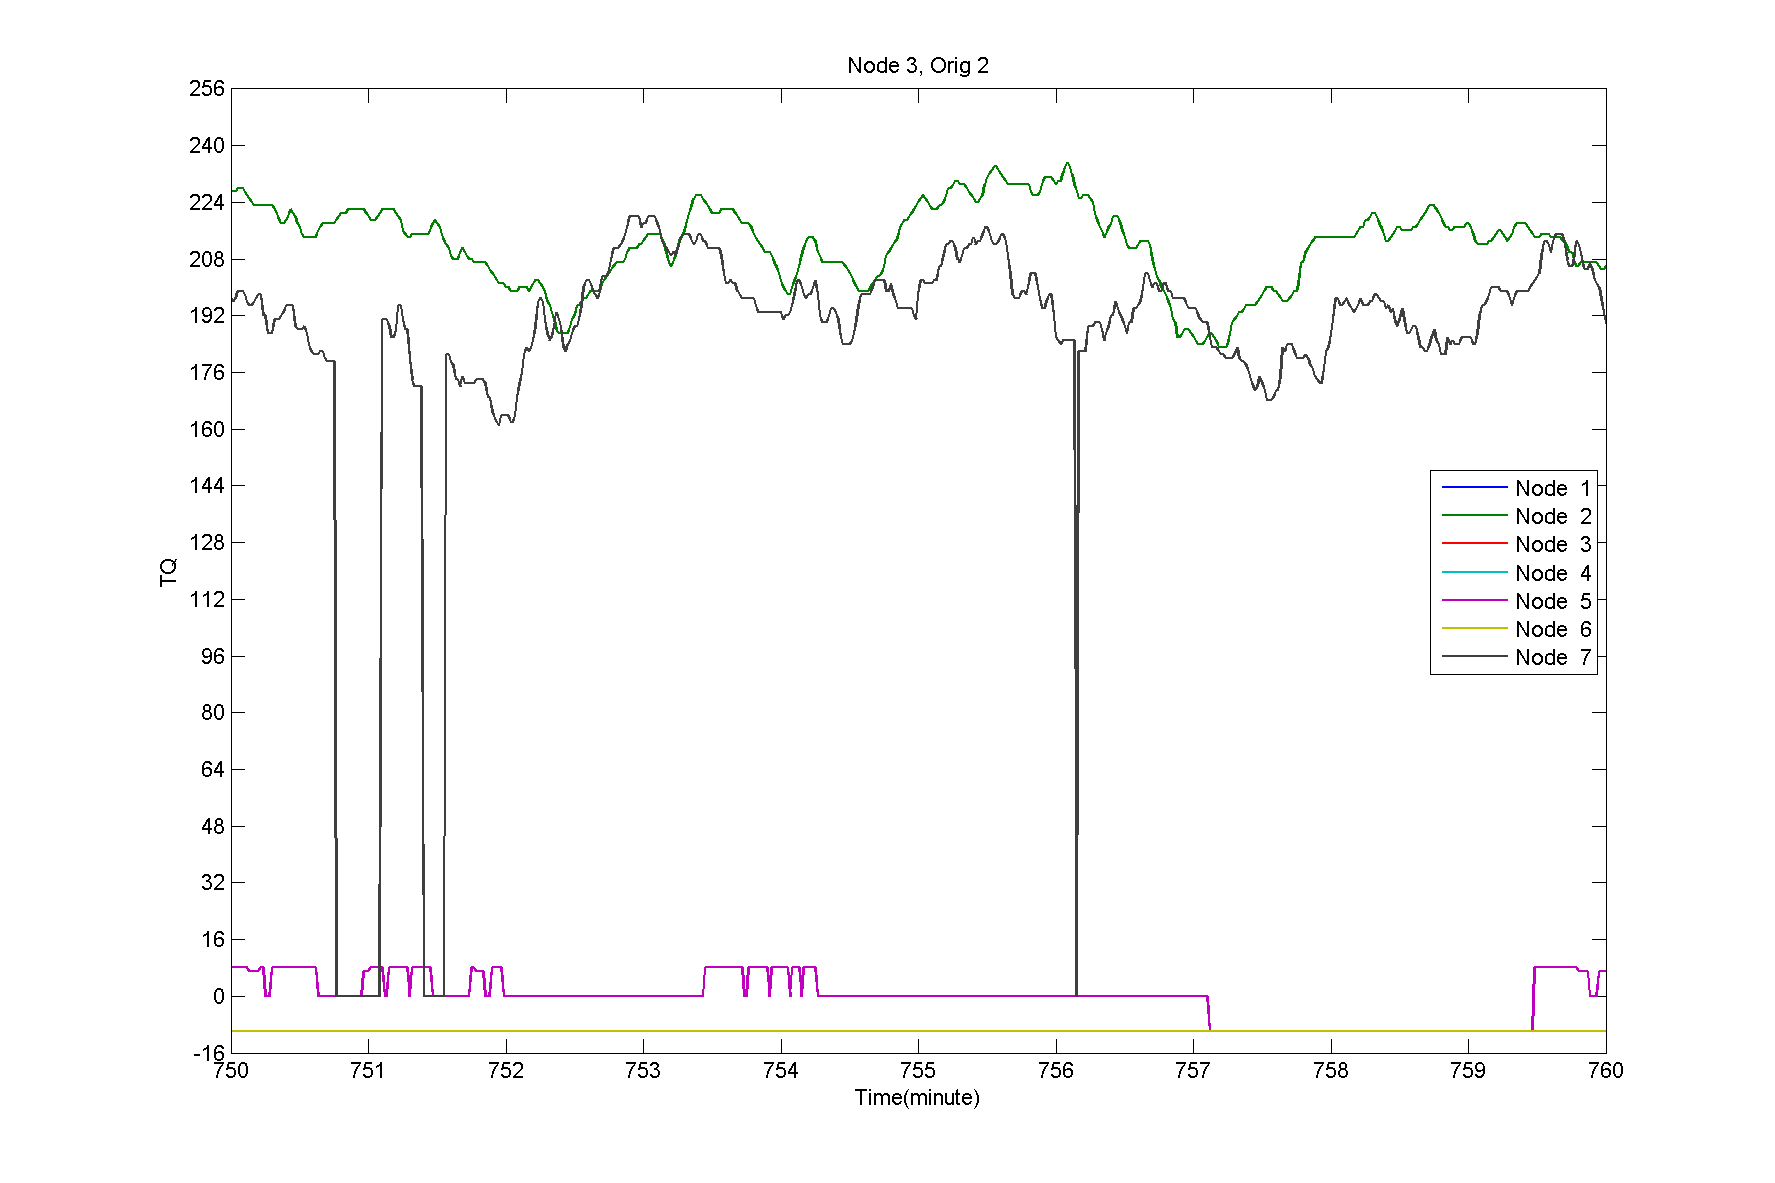 Node 3, Orig 2
256
240
224
208
192
176
160
144
128
112
96
80
64
48
32
16
0
-16
TQ
Node 1
Node 2
Node 3
Node 4
Node 5
Node 6
Node 7
750 751 752 753 754 755 756 757 758 759 760
Time(minute)